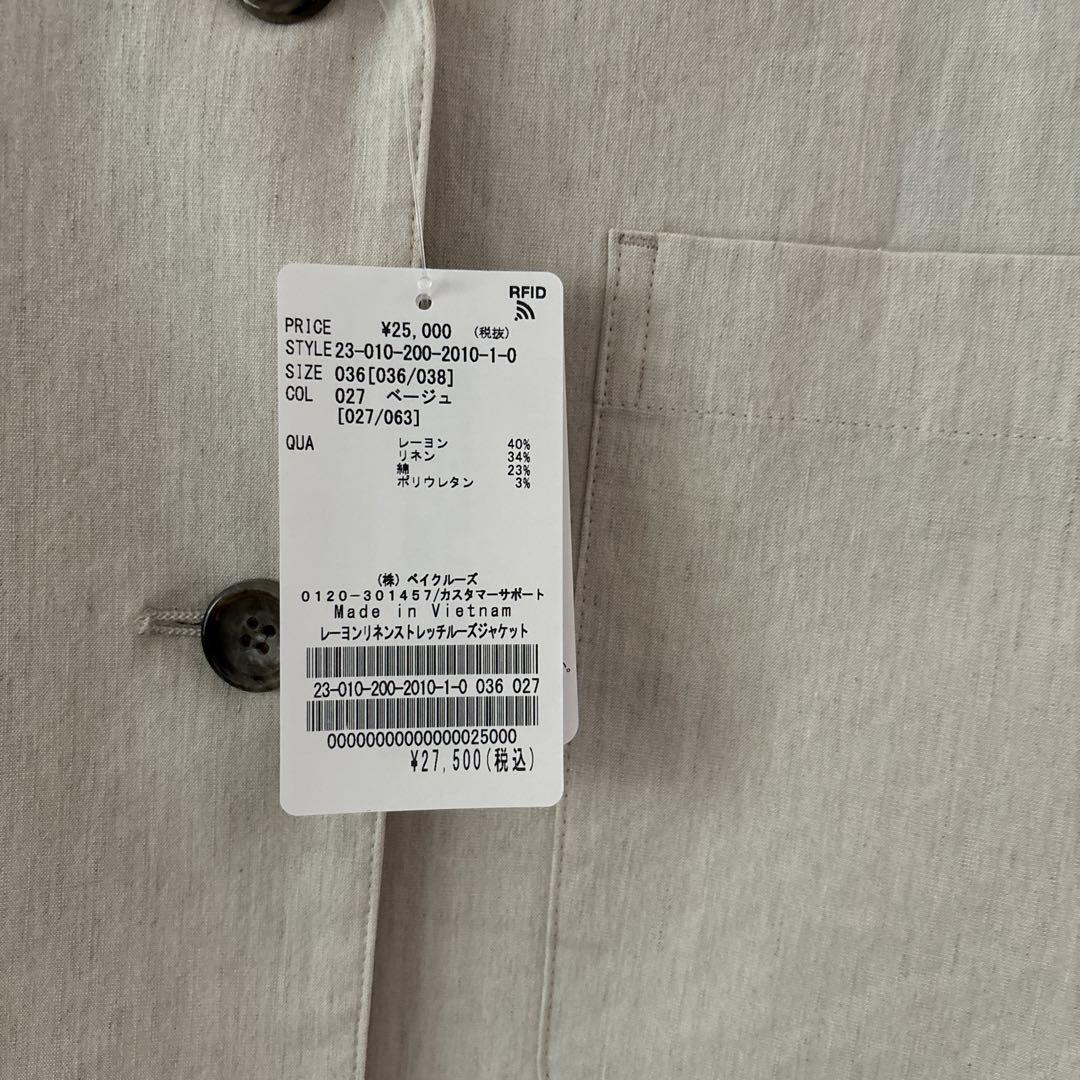 RFID
PRICE ¥25,000 (税抜)
STYLE 23-010-200-2010-1-0
SIZE 036[036/038]
COL 027 ベージュ
[027/063]
QUA レーヨン 40%
リネン 34%
綿 23%
ポリウレタン 3%
(株)ベイクルーズ
0120-301457/カスタマーサポート
Made in Vietnam
レーヨンリネンストレッチルーズジャケット
23-010-200-2010-1-0 036 027
00000000000000025000
¥27,500(税込)